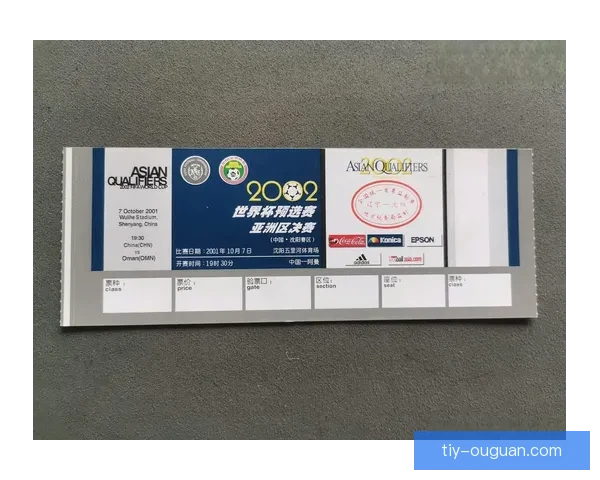 ASIAN
QUALIFIERS
2002 FIFA WORLD CUP
7 October 2001
Wulihe Stadium,
Shenyang, China
19:30
China(CHN)
vs
Oman(OMN)
2002
世界杯预选赛
亚洲区决赛
(中国·沈阳赛区)
比赛日期：2001年10月7日
沈阳五里河体育场
开赛时间：19时30分
中国—阿曼
2002
ASIAN QUALIFIERS
Coca-Cola
Konica
EPSON
adidas
票种：
class
票价：
price
验票口：
gate
区位：
section
座位：
seat
票种：
class
tiy-ouguan.com